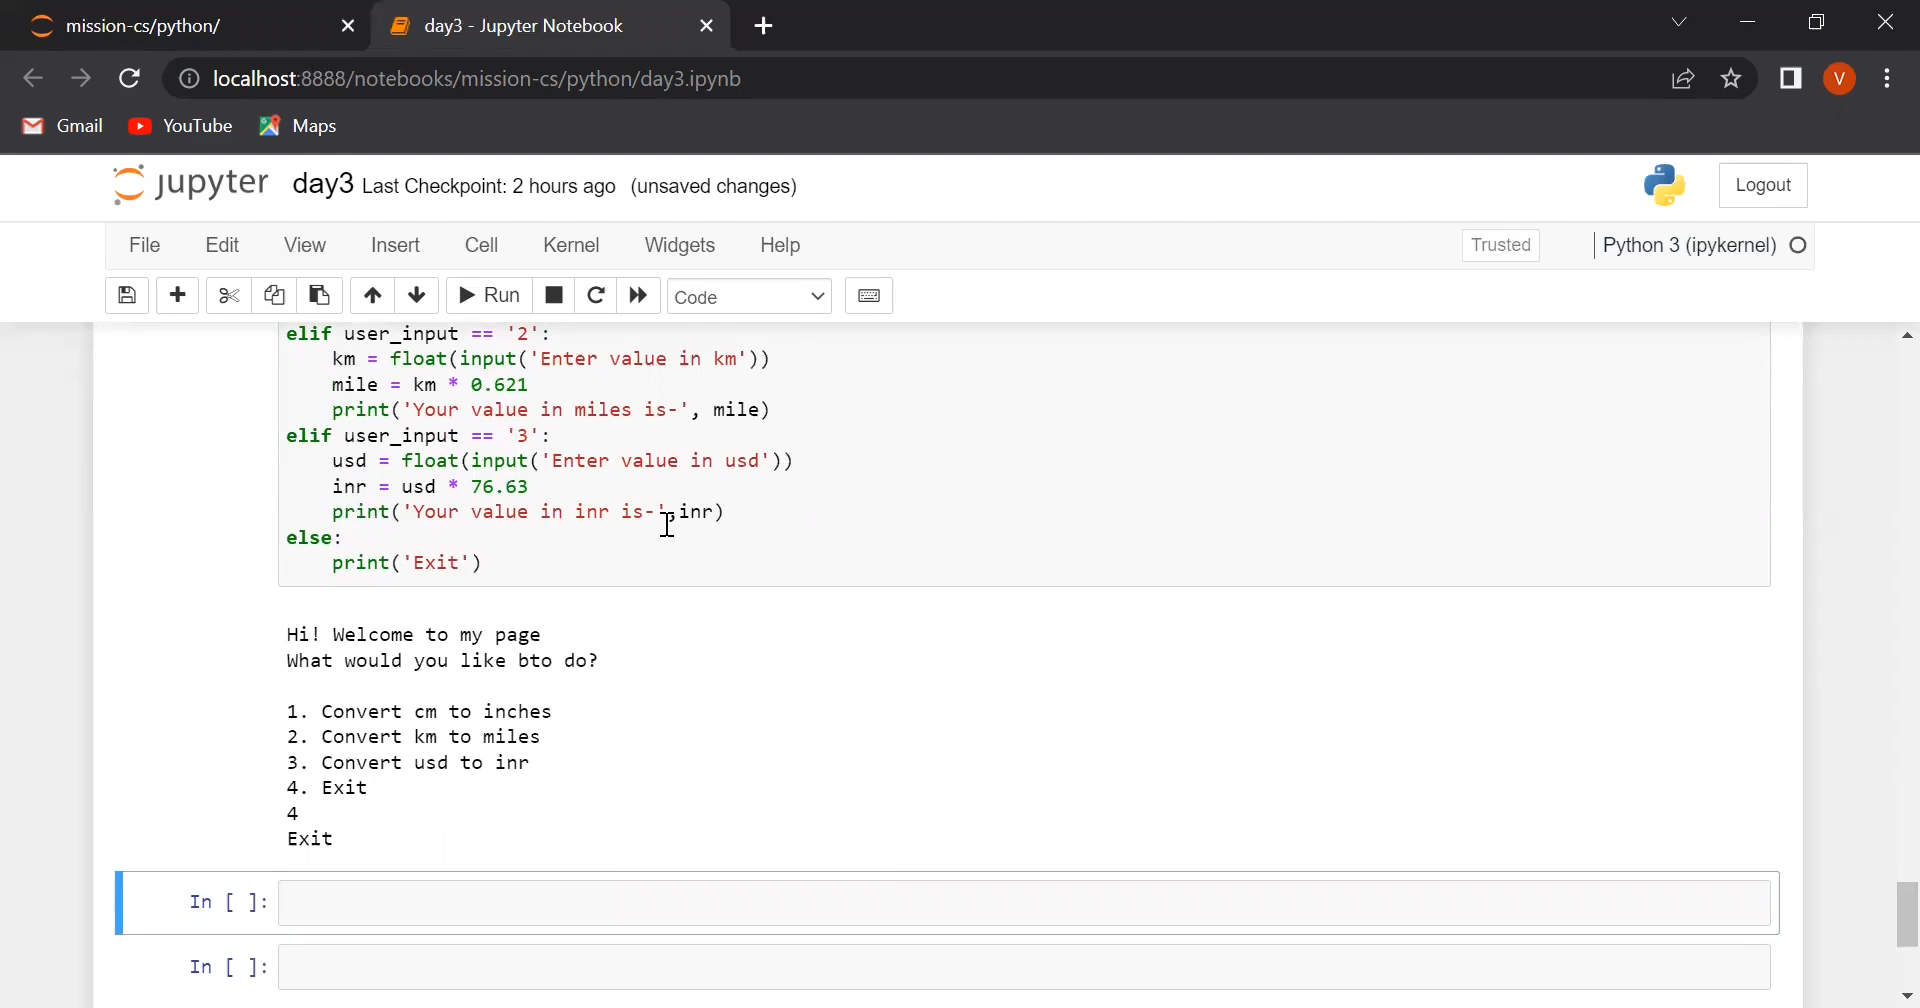 mission-cs/python/
day3 - Jupyter Notebook
localhost:8888/notebooks/mission-cs/python/day3.ipynb
V
Gmail
YouTube
Maps
jupyter day3 Last Checkpoint: 2 hours ago (unsaved changes)
Logout
File Edit View Insert Cell Kernel Widgets Help
Trusted
Python 3 (ipykernel)
Run
Code
elif user_input == '2':
    km = float(input('Enter value in km'))
    mile = km * 0.621
    print('Your value in miles is-', mile)
elif user_input == '3':
    usd = float(input('Enter value in usd'))
    inr = usd * 76.63
    print('Your value in inr is-',inr)
else:
    print('Exit')
Hi! Welcome to my page
What would you like bto do?
1. Convert cm to inches
2. Convert km to miles
3. Convert usd to inr
4. Exit
4
Exit
In [ ]:
In [ ]: